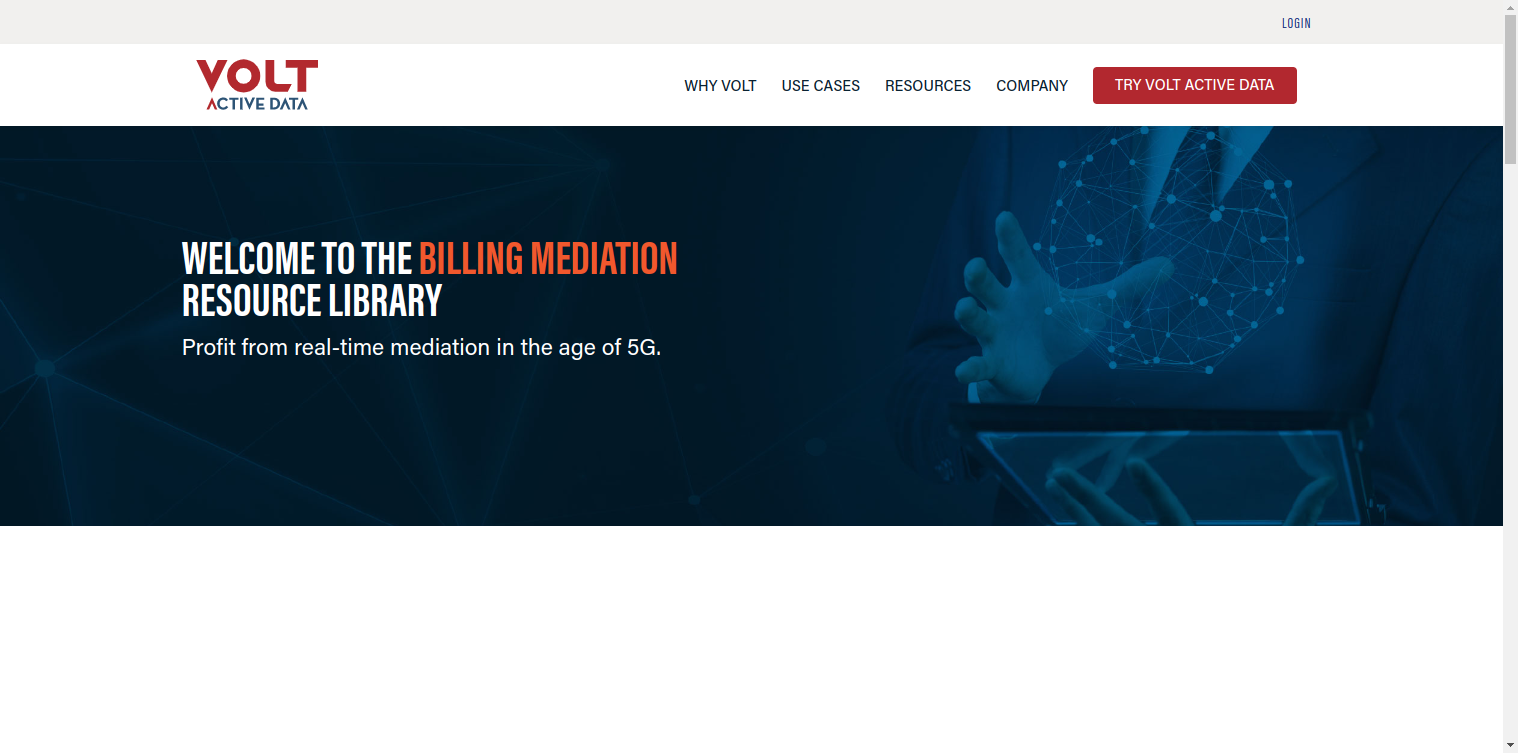 LOGIN
VOLT
ACTIVE DATA
WHY VOLT
USE CASES
RESOURCES
COMPANY
TRY VOLT ACTIVE DATA
WELCOME TO THE BILLING MEDIATION
RESOURCE LIBRARY
Profit from real-time mediation in the age of 5G.